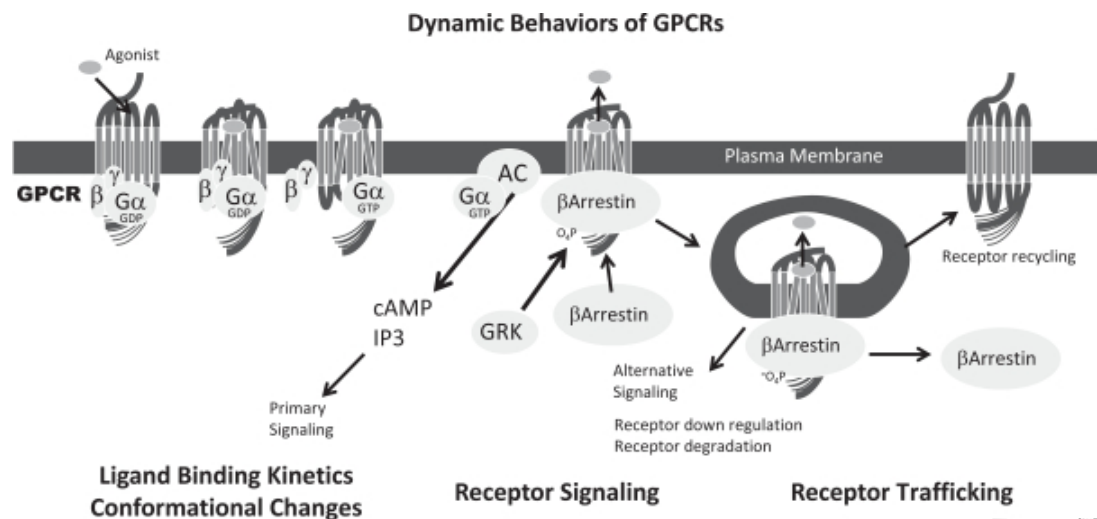 Dynamic Behaviors of GPCRs
Agonist
Plasma Membrane
GPCR
β
γ
Gα
GDP
β
γ
Gα
GDP
β
γ
Gα
GTP
AC
Gα
GTP
βArrestin
O₄P
GRK
βArrestin
cAMP
IP3
Primary
Signaling
βArrestin
O₄P
βArrestin
Alternative
Signaling
Receptor down regulation
Receptor degradation
Receptor recycling
Ligand Binding Kinetics
Conformational Changes
Receptor Signaling
Receptor Trafficking